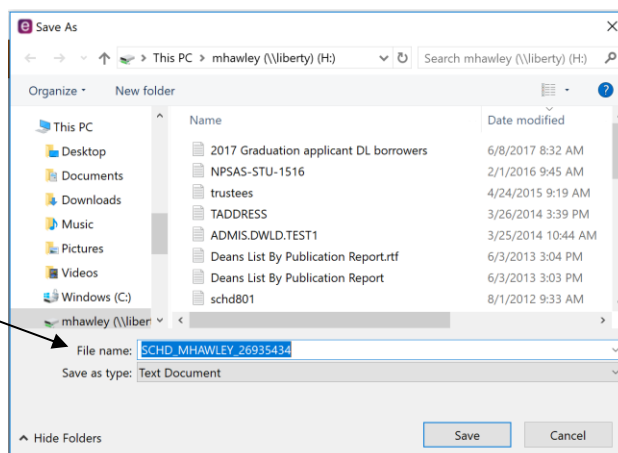 e Save As
This PC > mhawley (\\liberty) (H:) Search mhawley (\\liberty) (H:)
Organize New folder ?
This PC
Desktop
Documents
Downloads
Music
Pictures
Videos
Windows (C:)
mhawley (\\liber
Name Date modified
2017 Graduation applicant DL borrowers 6/8/2017 8:32 AM
NPSAS-STU-1516 2/1/2016 9:45 AM
trustees 4/24/2015 9:19 AM
TADDRESS 3/26/2014 3:39 PM
ADMIS.DWLD.TEST1 3/25/2014 10:44 AM
Deans List By Publication Report.rtf 6/3/2013 3:04 PM
Deans List By Publication Report 6/3/2013 3:03 PM
schd801 8/1/2012 9:33 AM
File name: SCHD_MHAWLEY_26935434
Save as type: Text Document
Hide Folders Save Cancel